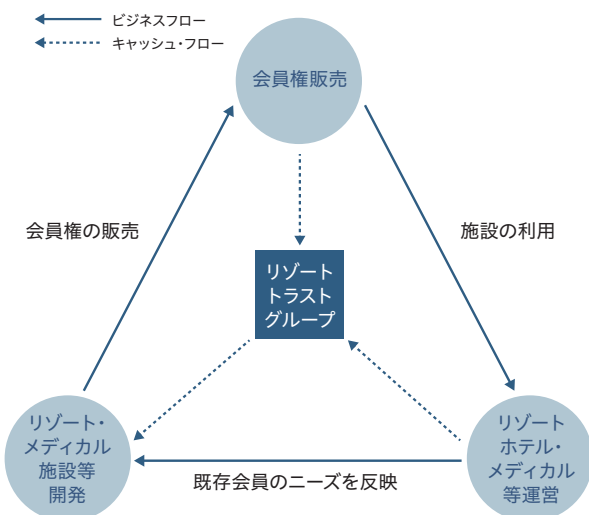 ビジネスフロー
キャッシュ・フロー
会員権販売
会員権の販売
施設の利用
リゾート
トラスト
グループ
リゾート・
メディカル
施設等
開発
既存会員のニーズを反映
リゾート
ホテル・
メディカル
等運営